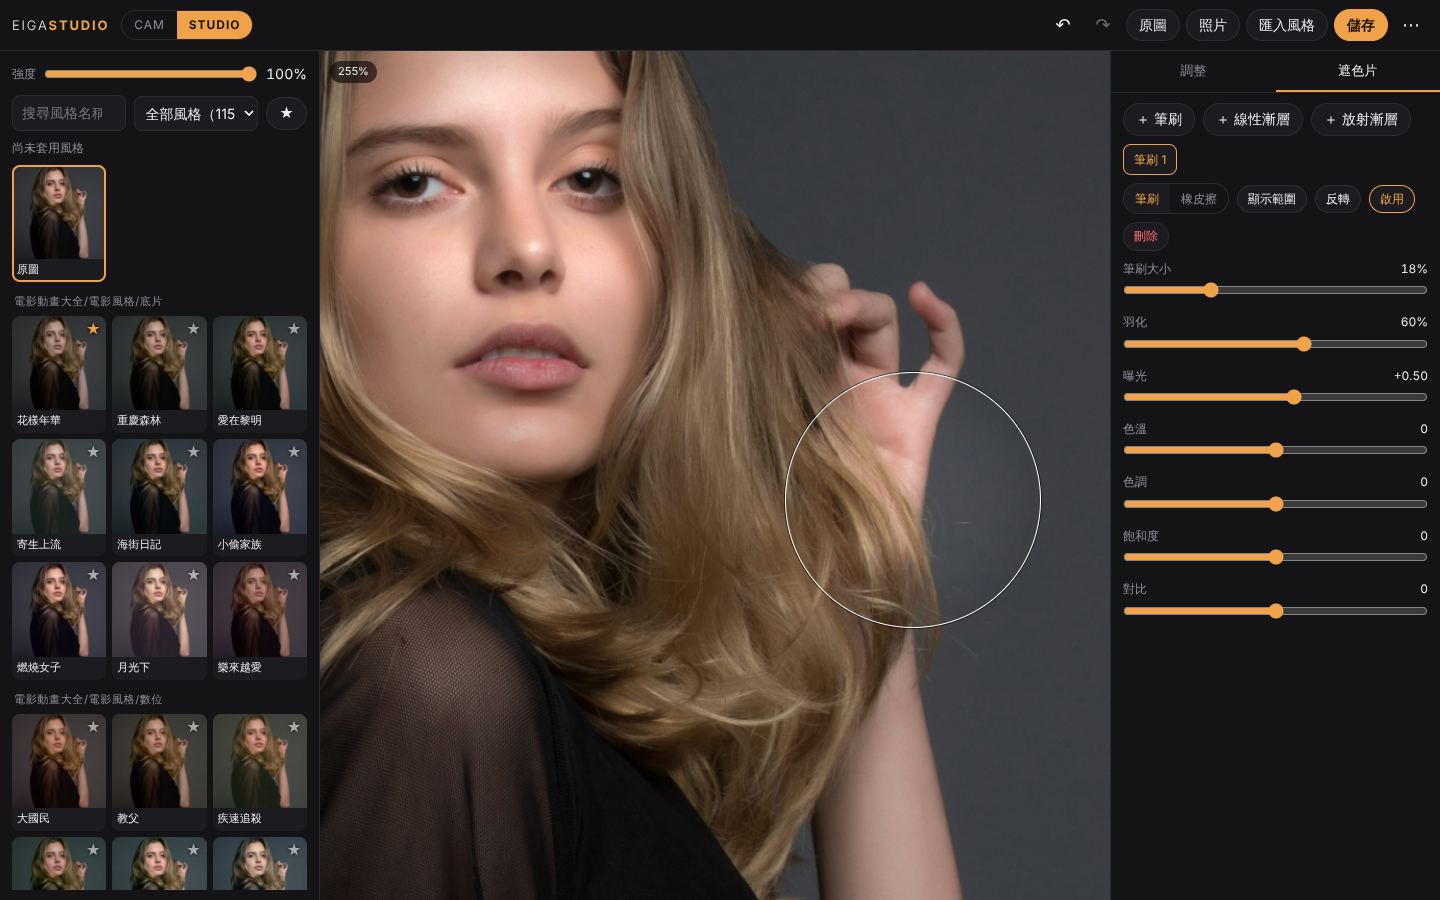 EIGASTUDIO CAM STUDIO
↶ ↷ 原圖 照片 匯入風格 儲存 ⋯
強度 100%
搜尋風格名稱 全部風格（115 ★
尚未套用風格
原圖
電影動畫大全/電影風格/底片
花樣年華 重慶森林 愛在黎明
寄生上流 海街日記 小偷家族
燃燒女子 月光下 樂來越愛
電影動畫大全/電影風格/數位
大國民 教父 疾速追殺
255%
調整 遮色片
＋ 筆刷 ＋ 線性漸層 ＋ 放射漸層
筆刷 1
筆刷 橡皮擦 顯示範圍 反轉 啟用
刪除
筆刷大小 18%
羽化 60%
曝光 +0.50
色溫 0
色調 0
飽和度 0
對比 0